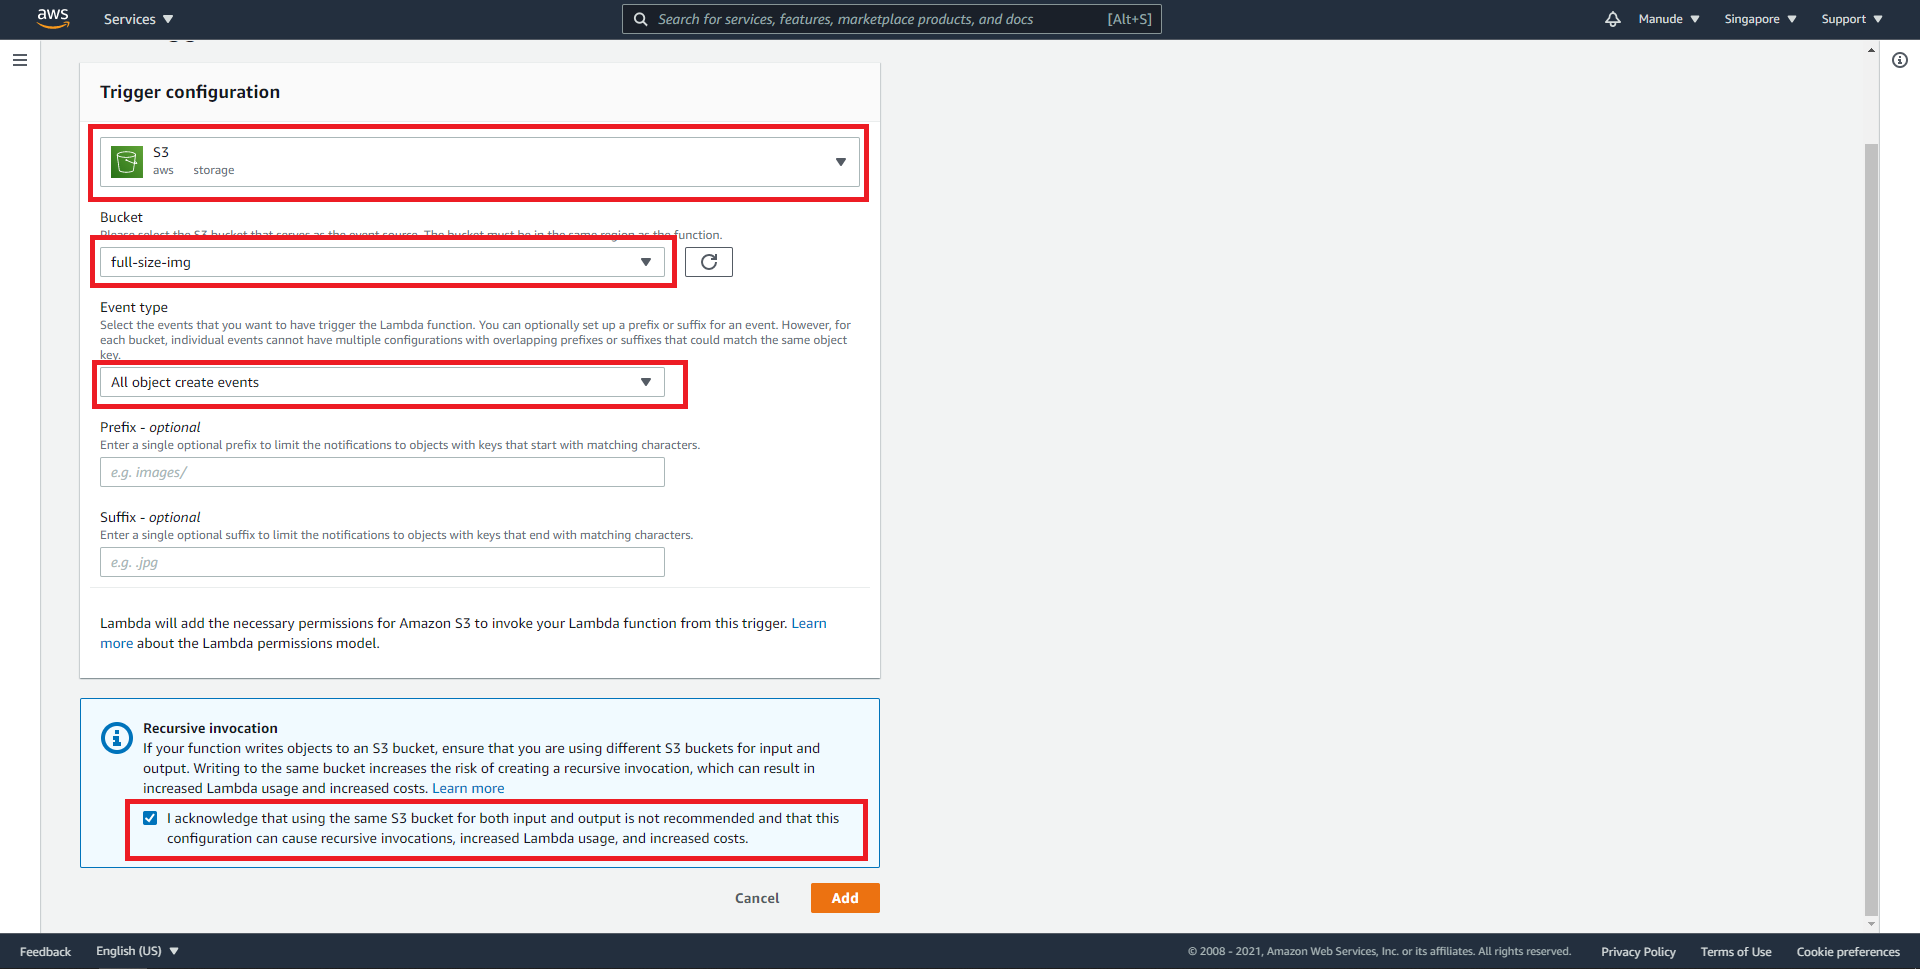 aws Services Search for services, features, marketplace products, and docs [Alt+S] Manude Singapore Support
Trigger configuration
S3
aws storage
Bucket
Please select the S3 bucket that serves as the event source. The bucket must be in the same region as the function.
full-size-img
Event type
Select the events that you want to have trigger the Lambda function. You can optionally set up a prefix or suffix for an event. However, for
each bucket, individual events cannot have multiple configurations with overlapping prefixes or suffixes that could match the same object
key.
All object create events
Prefix - optional
Enter a single optional prefix to limit the notifications to objects with keys that start with matching characters.
e.g. images/
Suffix - optional
Enter a single optional suffix to limit the notifications to objects with keys that end with matching characters.
e.g. .jpg
Lambda will add the necessary permissions for Amazon S3 to invoke your Lambda function from this trigger. Learn
more about the Lambda permissions model.
Recursive invocation
If your function writes objects to an S3 bucket, ensure that you are using different S3 buckets for input and
output. Writing to the same bucket increases the risk of creating a recursive invocation, which can result in
increased Lambda usage and increased costs. Learn more
I acknowledge that using the same S3 bucket for both input and output is not recommended and that this
configuration can cause recursive invocations, increased Lambda usage, and increased costs.
Cancel Add
Feedback English (US) © 2008 - 2021, Amazon Web Services, Inc. or its affiliates. All rights reserved. Privacy Policy Terms of Use Cookie preferences